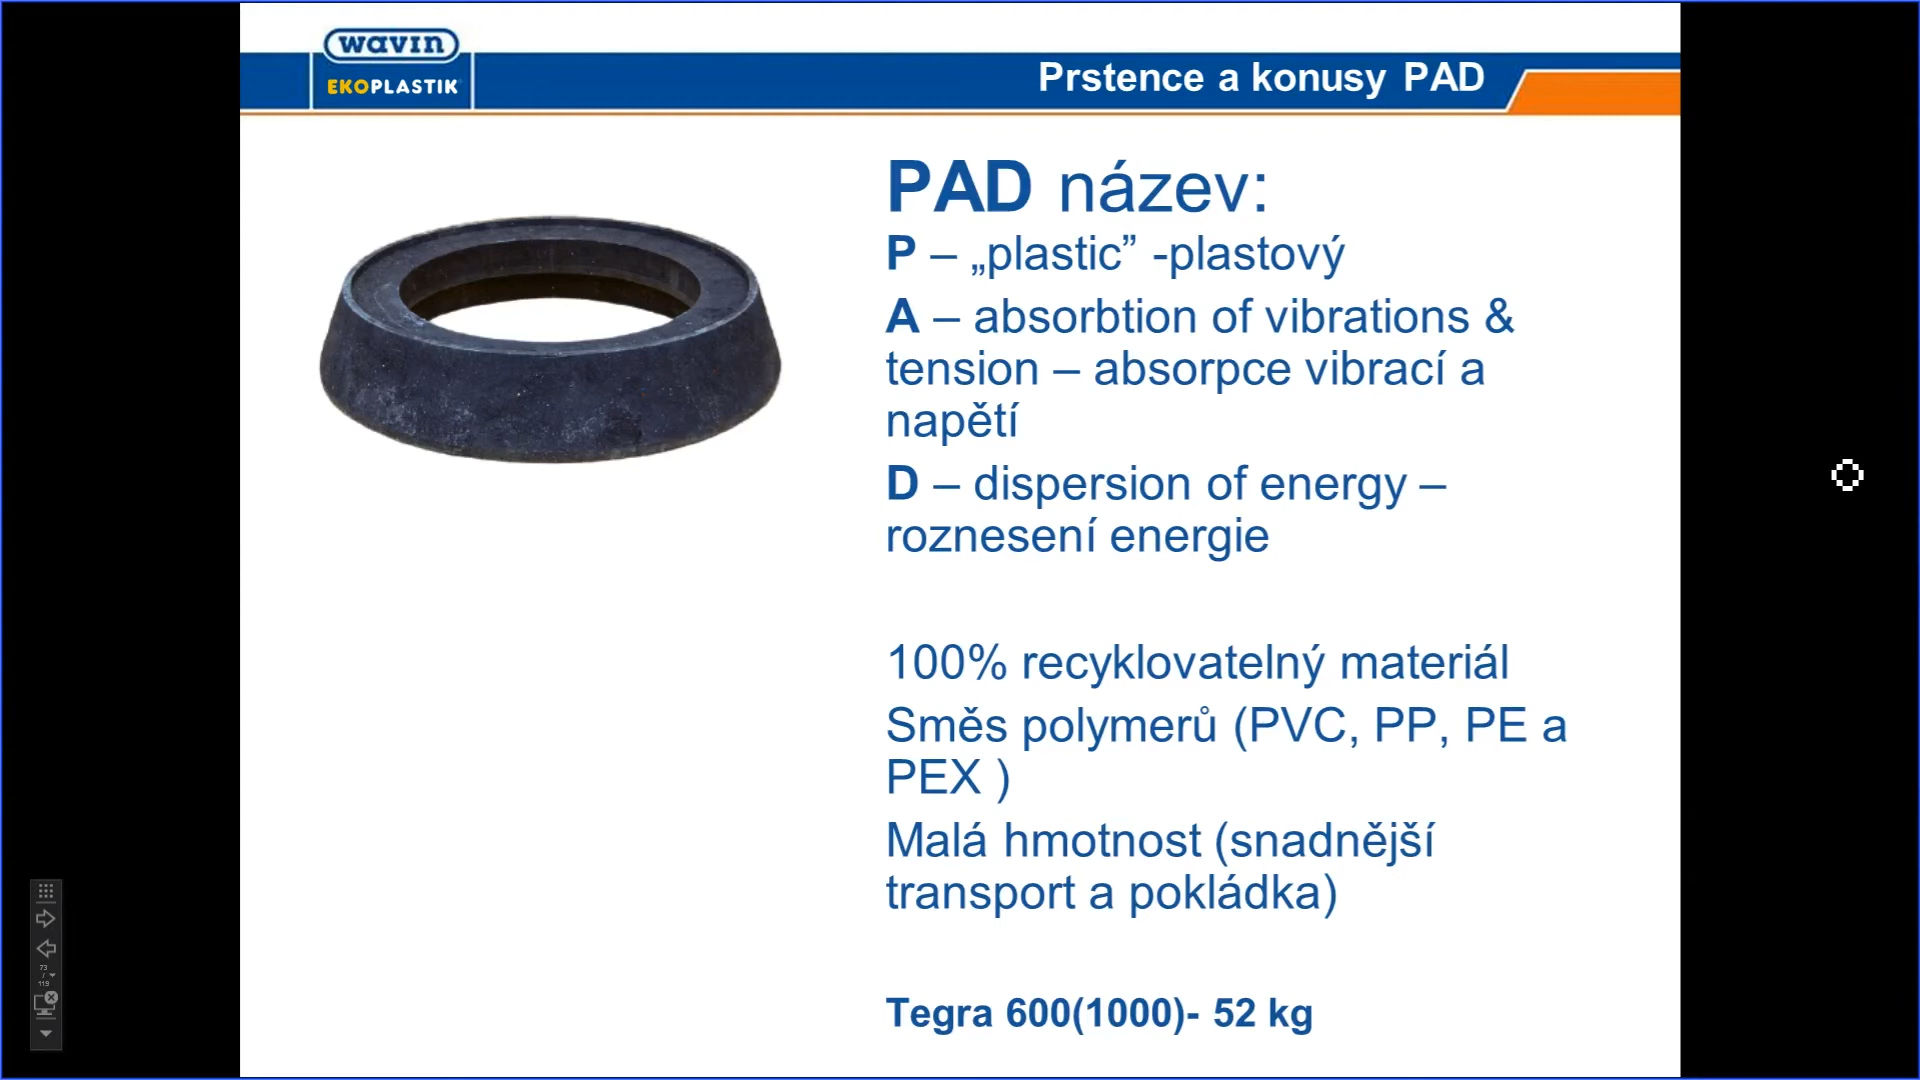 wavin
EKOPLASTIK
Prstence a konusy PAD
PAD název:
P – „plastic” -plastový
A – absorbtion of vibrations &
tension – absorpce vibrací a
napětí
D – dispersion of energy –
roznesení energie
100% recyklovatelný materiál
Směs polymerů (PVC, PP, PE a
PEX )
Malá hmotnost (snadnější
transport a pokládka)
Tegra 600(1000)- 52 kg
73
/
119